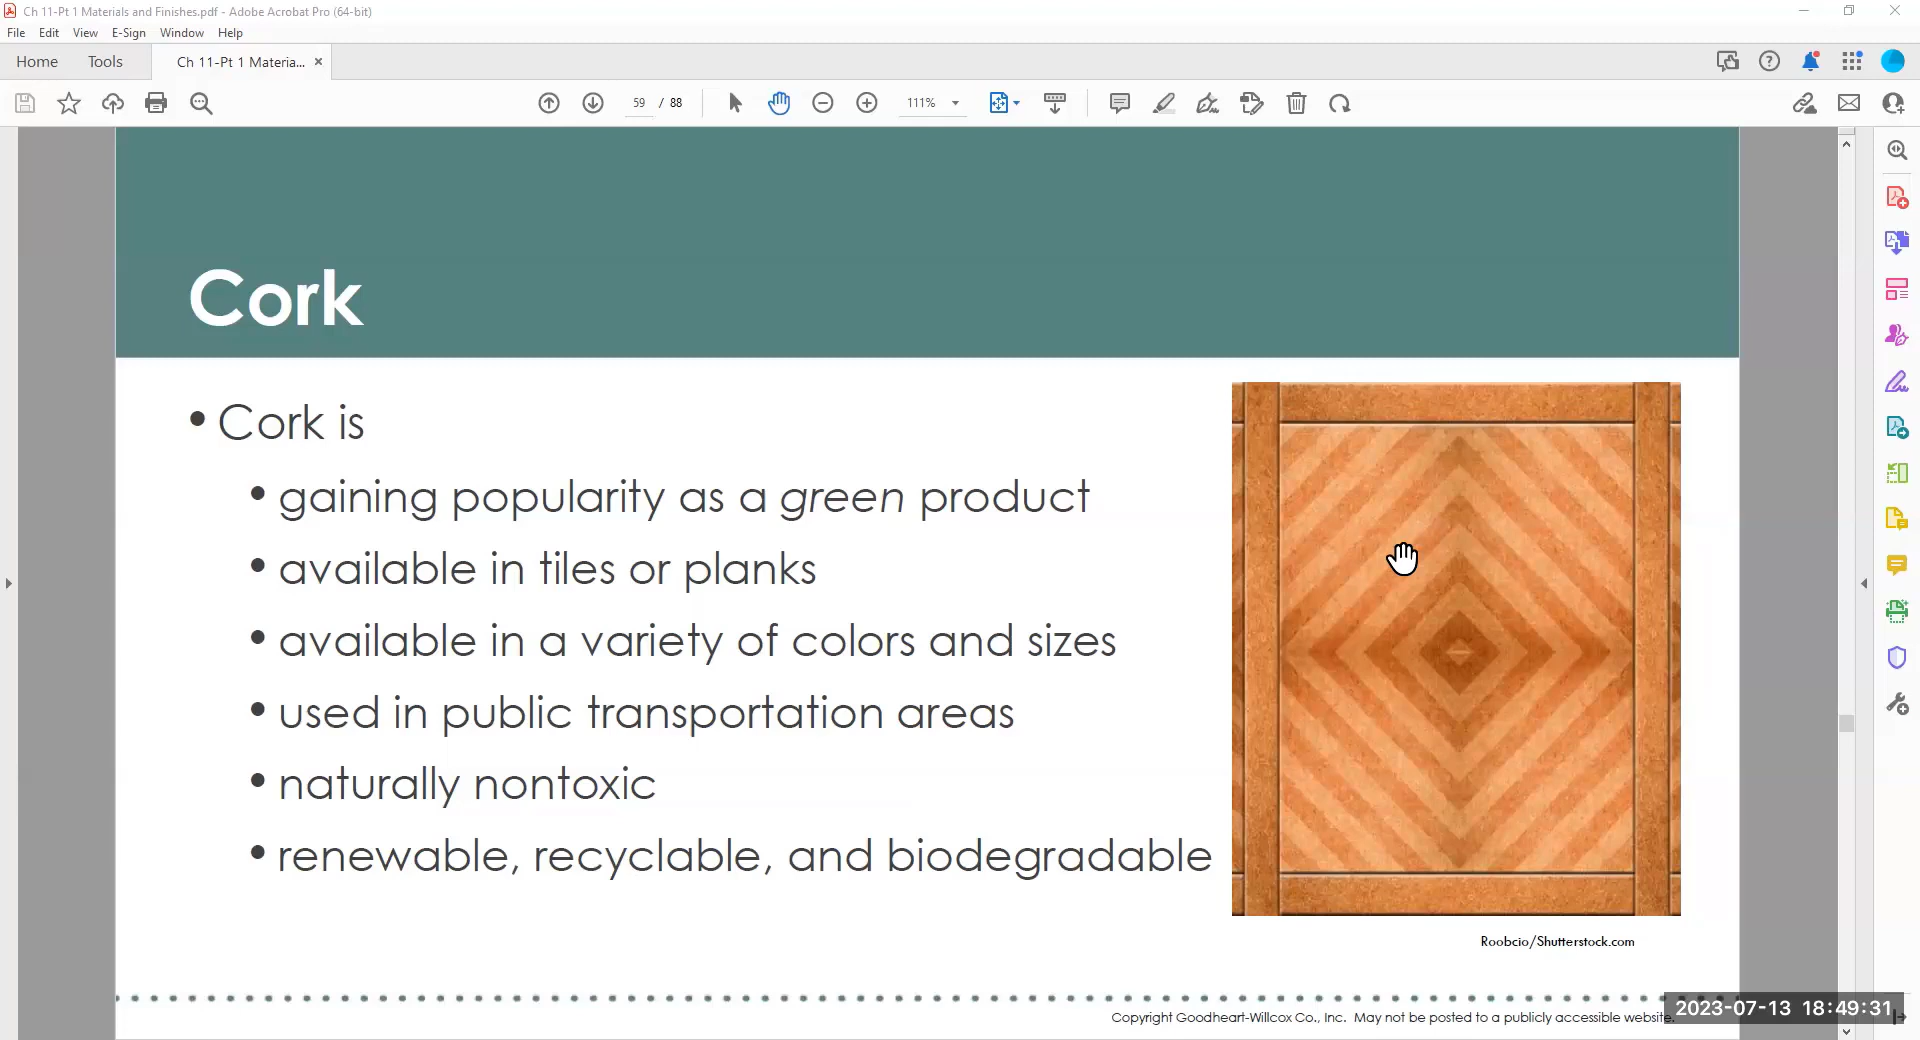 Ch 11-Pt 1 Materials and Finishes.pdf - Adobe Acrobat Pro (64-bit)
File Edit View E-Sign Window Help
Home Tools Ch 11-Pt 1 Materia... ×
59 / 88 111%
Cork
• Cork is
• gaining popularity as a green product
• available in tiles or planks
• available in a variety of colors and sizes
• used in public transportation areas
• naturally nontoxic
• renewable, recyclable, and biodegradable
Roobcio/Shutterstock.com
Copyright Goodheart-Willcox Co., Inc. May not be posted to a publicly accessible website.
2023-07-13 18:49:31